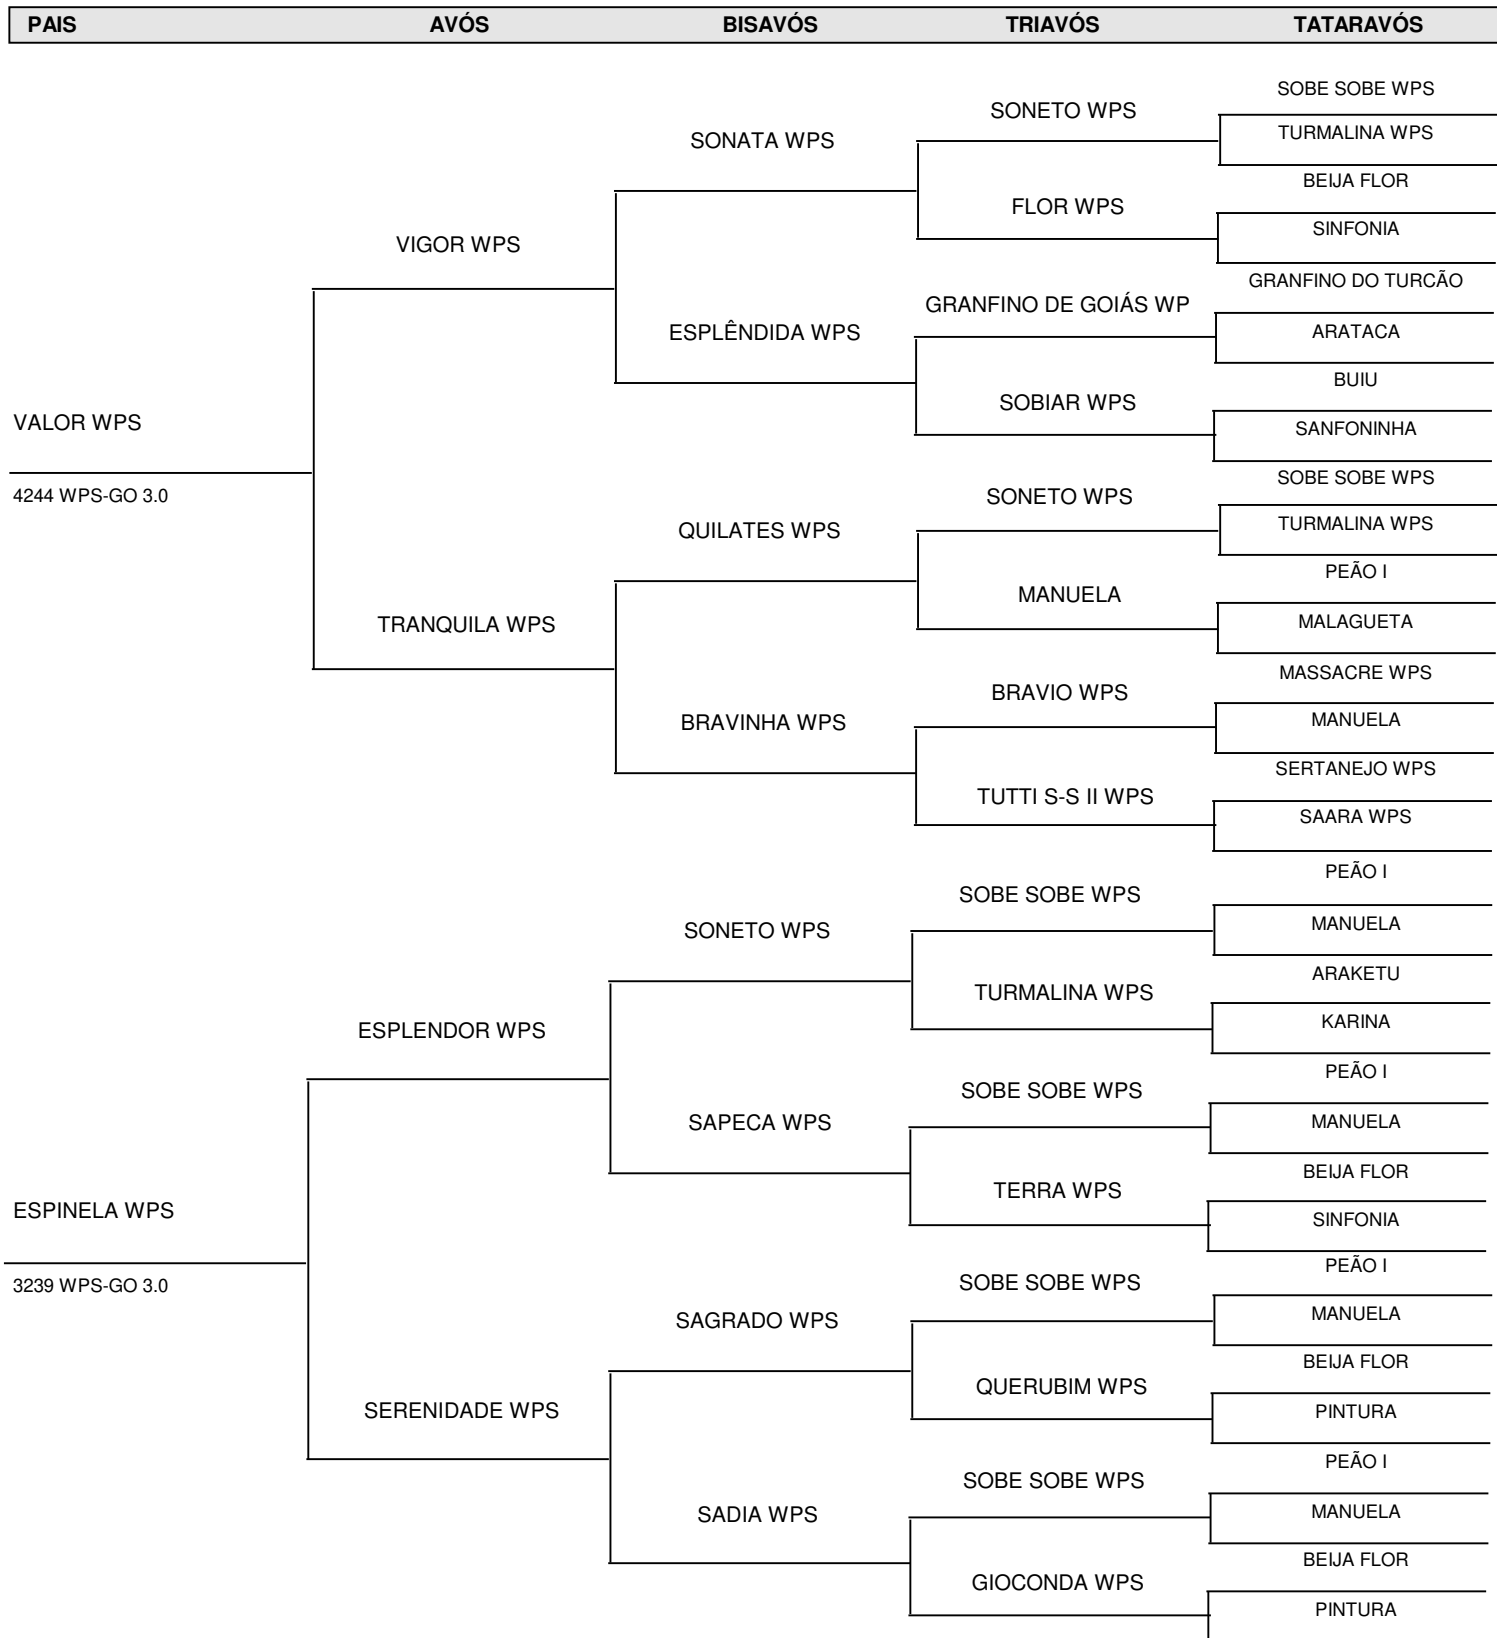 PAIS AVÓS BISAVÓS TRIAVÓS TATARAVÓS
SOBE SOBE WPS
SONETO WPS
TURMALINA WPS
SONATA WPS
BEIJA FLOR
FLOR WPS
SINFONIA
VIGOR WPS
GRANFINO DO TURCÃO
GRANFINO DE GOIÁS WP
ESPLÊNDIDA WPS
ARATACA
BUIU
SOBIAR WPS
VALOR WPS
SANFONINHA
SOBE SOBE WPS
4244 WPS-GO 3.0
SONETO WPS
TURMALINA WPS
QUILATES WPS
PEÃO I
MANUELA
MALAGUETA
TRANQUILA WPS
MASSACRE WPS
BRAVIO WPS
MANUELA
BRAVINHA WPS
SERTANEJO WPS
TUTTI S-S II WPS
SAARA WPS
PEÃO I
SOBE SOBE WPS
MANUELA
SONETO WPS
ARAKETU
TURMALINA WPS
KARINA
ESPLENDOR WPS
PEÃO I
SOBE SOBE WPS
MANUELA
SAPECA WPS
BEIJA FLOR
TERRA WPS
ESPINELA WPS
SINFONIA
PEÃO I
3239 WPS-GO 3.0
SOBE SOBE WPS
MANUELA
SAGRADO WPS
BEIJA FLOR
QUERUBIM WPS
SERENIDADE WPS
PINTURA
PEÃO I
SOBE SOBE WPS
MANUELA
SADIA WPS
BEIJA FLOR
GIOCONDA WPS
PINTURA